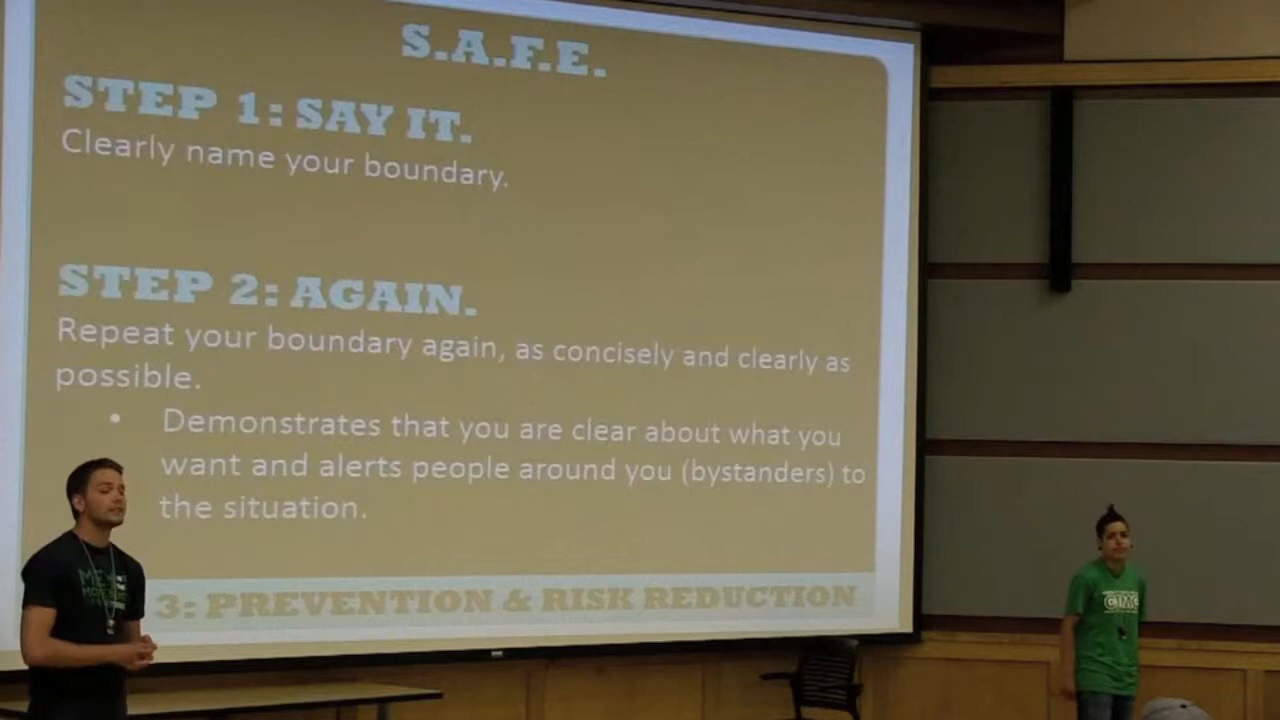 S.A.F.E.
STEP 1: SAY IT.
Clearly name your boundary.
STEP 2: AGAIN.
Repeat your boundary again, as concisely and clearly as
possible.
• Demonstrates that you are clear about what you
want and alerts people around you (bystanders) to
the situation.
3: PREVENTION & RISK REDUCTION